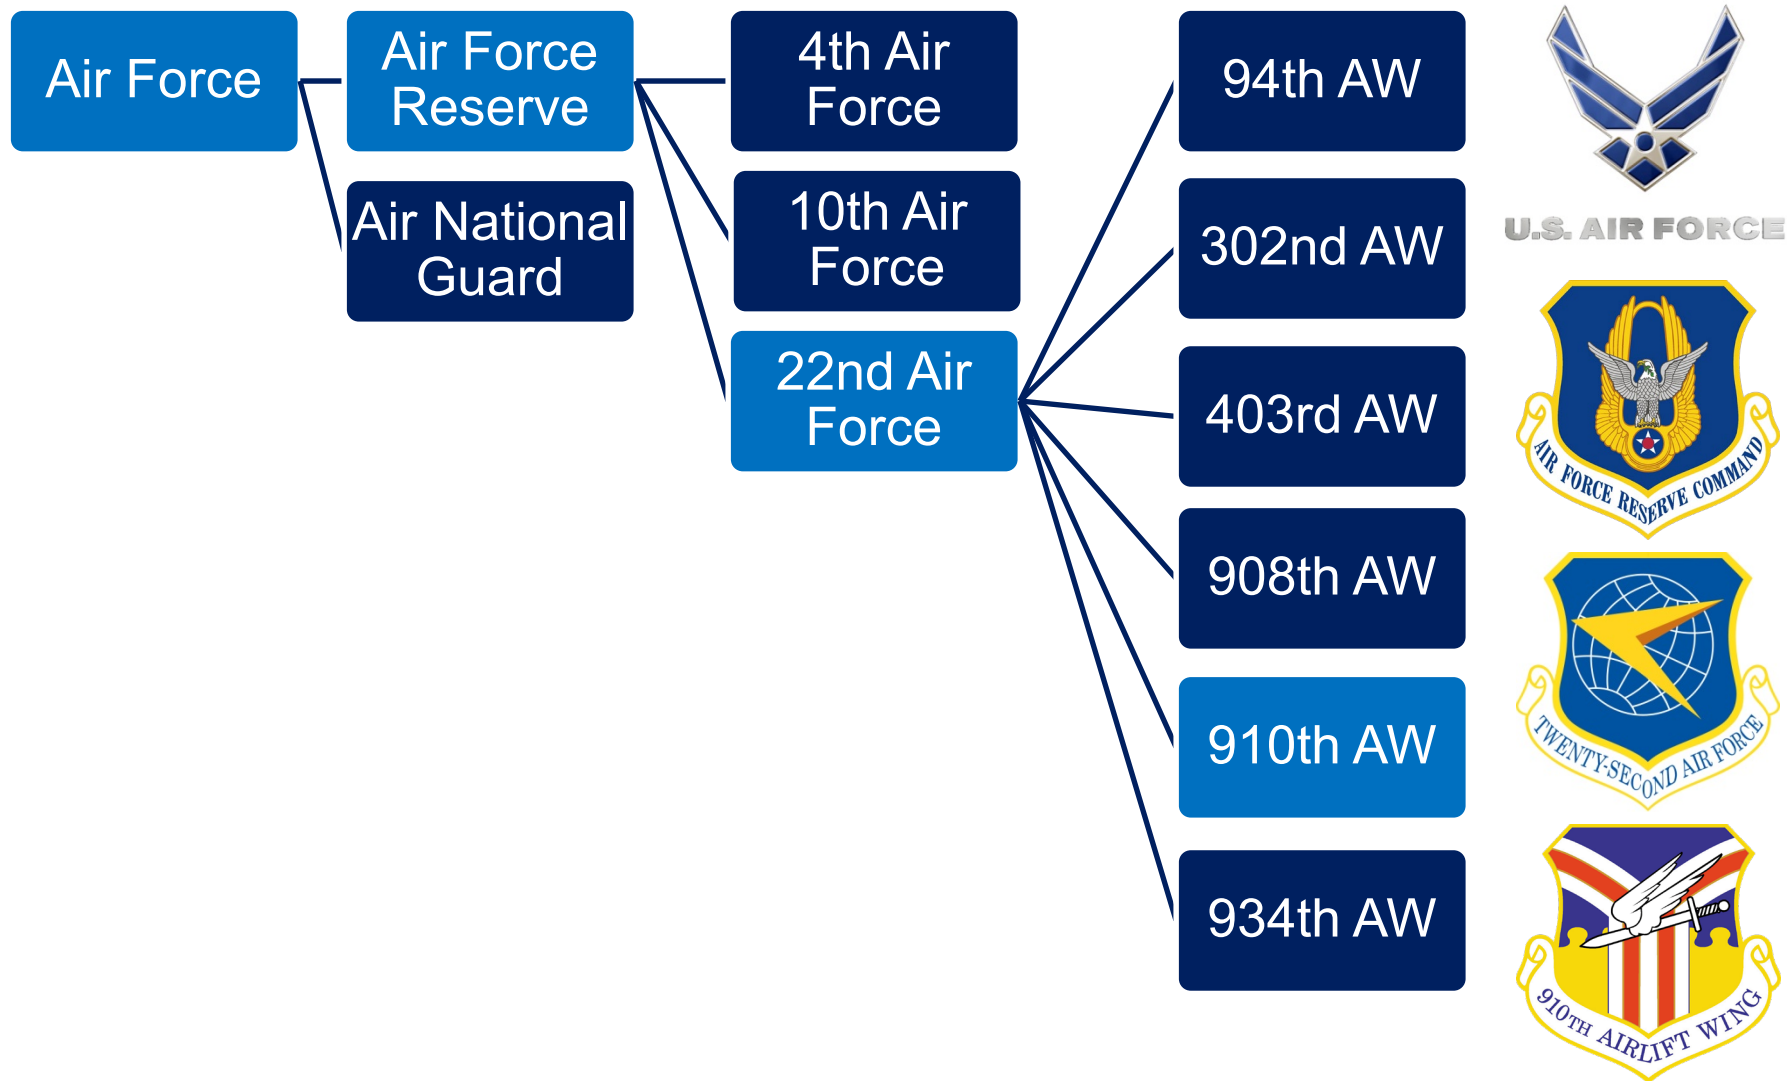 Air Force
Air Force
Reserve
Air National
Guard
4th Air
Force
10th Air
Force
22nd Air
Force
94th AW
302nd AW
403rd AW
908th AW
910th AW
934th AW
U.S. AIR FORCE
AIR FORCE RESERVE COMMAND
TWENTY-SECOND AIR FORCE
910TH AIRLIFT WING